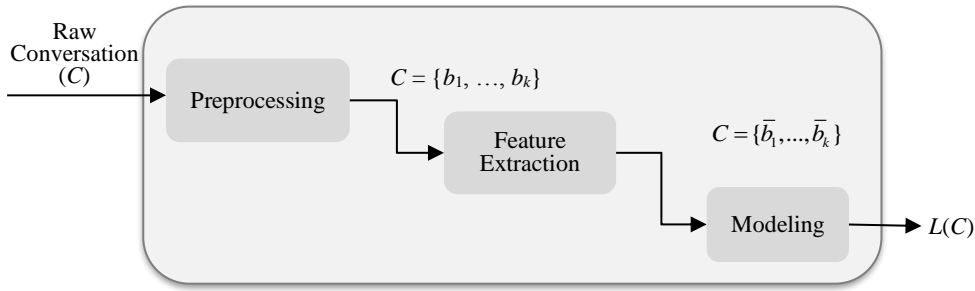 Raw
Conversation
(C)
Preprocessing
C = {b₁, …, bₖ}
Feature
Extraction
C = {b̅₁,...,b̅ₖ}
Modeling
L(C)